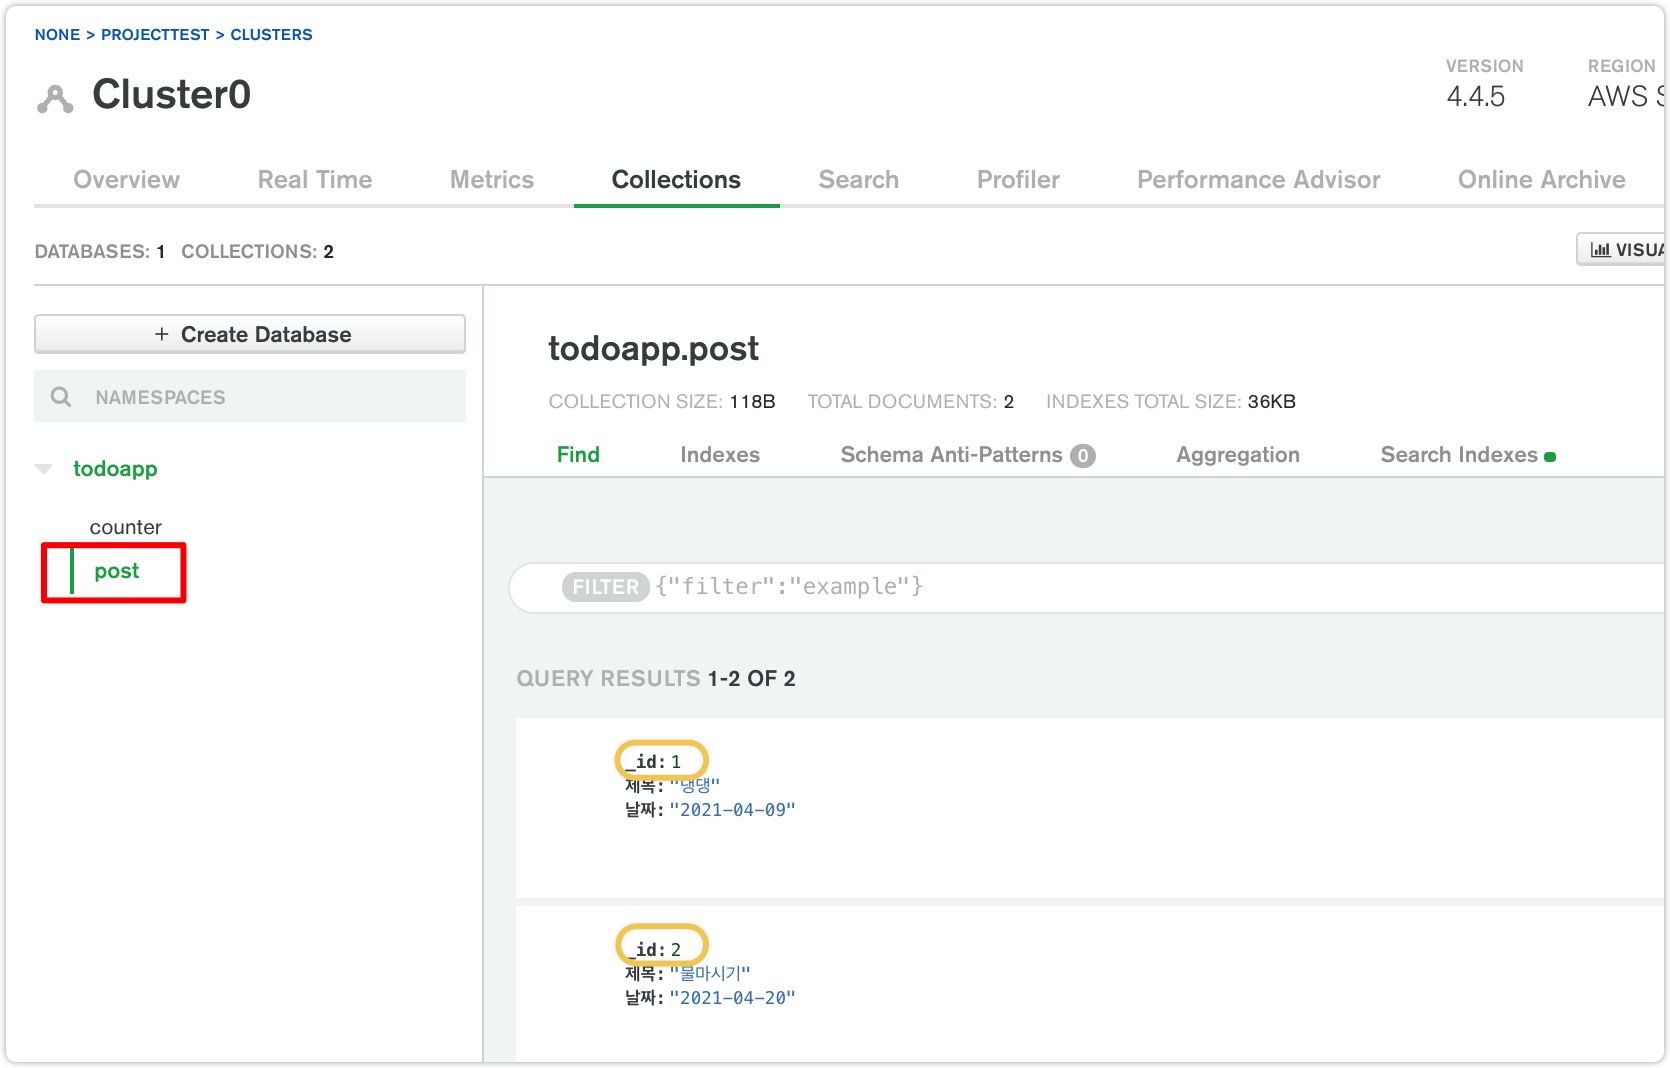 NONE > PROJECTTEST > CLUSTERS
Cluster0
VERSION
4.4.5
REGION
AWS S
Overview
Real Time
Metrics
Collections
Search
Profiler
Performance Advisor
Online Archive
DATABASES: 1 COLLECTIONS: 2
VISUA
+ Create Database
NAMESPACES
todoapp
counter
post
todoapp.post
COLLECTION SIZE: 118B TOTAL DOCUMENTS: 2 INDEXES TOTAL SIZE: 36KB
Find
Indexes
Schema Anti-Patterns 0
Aggregation
Search Indexes
FILTER {"filter":"example"}
QUERY RESULTS 1-2 OF 2
_id: 1
제목: "댕댕"
날짜: "2021-04-09"
_id: 2
제목: "물마시기"
날짜: "2021-04-20"